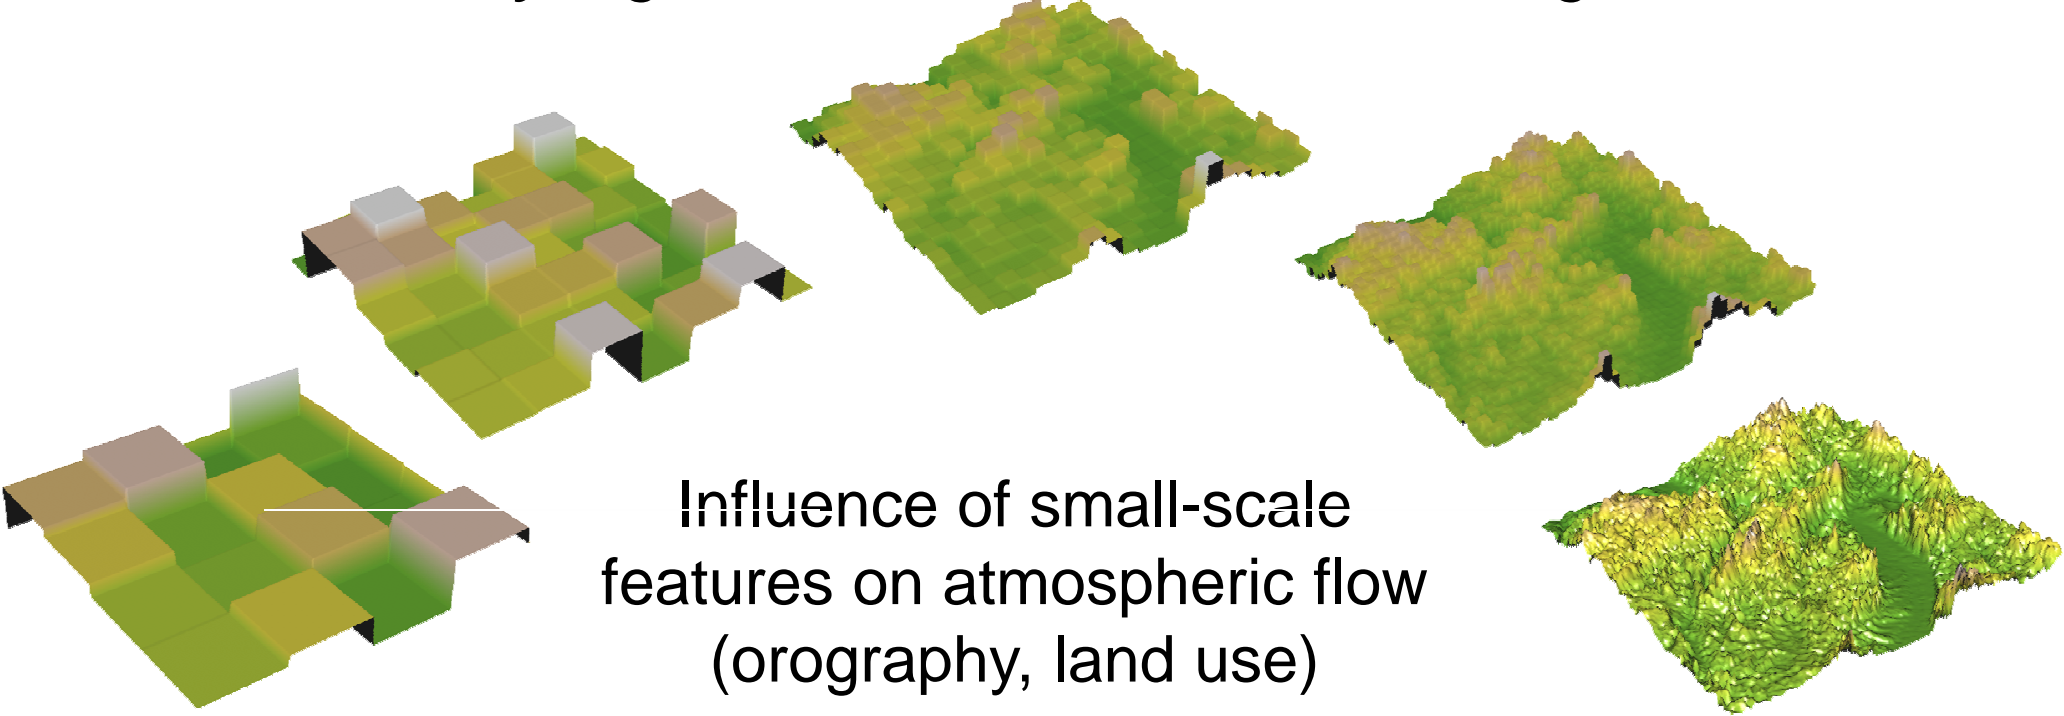 Influence of small-scale
features on atmospheric flow
(orography, land use)